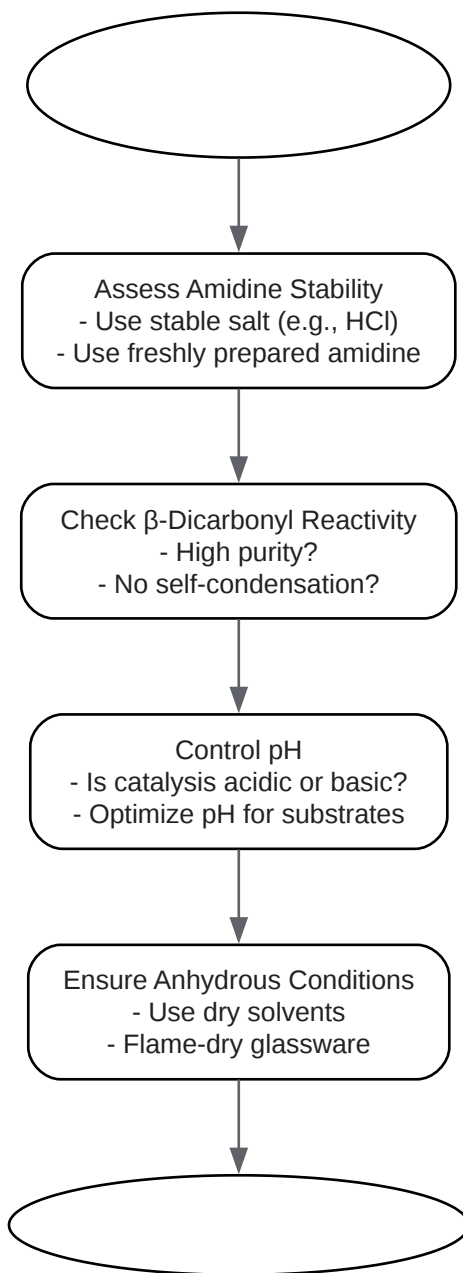 Assess Amidine Stability
- Use stable salt (e.g., HCl)
- Use freshly prepared amidine
Check β-Dicarbonyl Reactivity
- High purity?
- No self-condensation?
Control pH
- Is catalysis acidic or basic?
- Optimize pH for substrates
Ensure Anhydrous Conditions
- Use dry solvents
- Flame-dry glassware